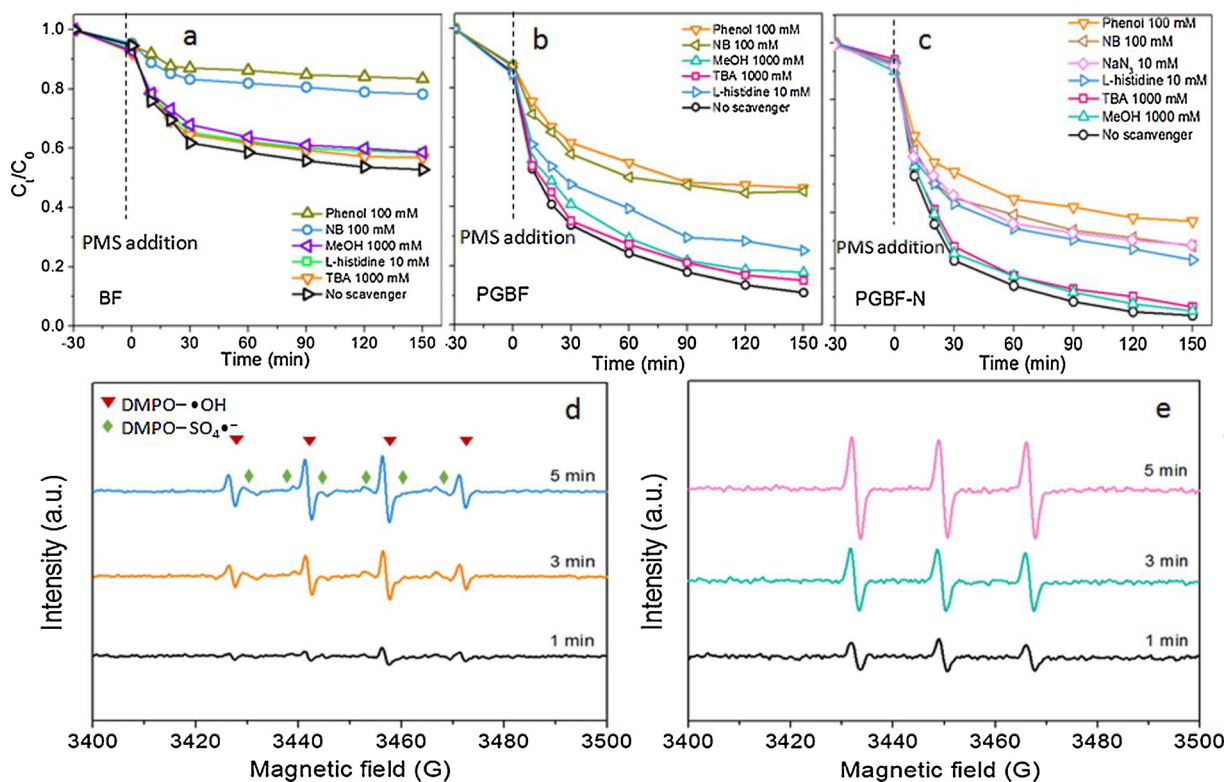 a
Phenol 100 mM
NB 100 mM
MeOH 1000 mM
L-histidine 10 mM
TBA 1000 mM
No scavenger
PMS addition
BF
Cₜ/C₀
1.0
0.8
0.6
0.4
0.2
0.0
-30 0 30 60 90 120 150
Time (min)
b
Phenol 100 mM
NB 100 mM
MeOH 1000 mM
TBA 1000 mM
L-histidine 10 mM
No scavenger
PMS addition
PGBF
-30 0 30 60 90 120 150
Time (min)
c
Phenol 100 mM
NB 100 mM
NaN₃ 10 mM
L-histidine 10 mM
TBA 1000 mM
MeOH 1000 mM
No scavenger
PMS addition
PGBF-N
-30 0 30 60 90 120 150
Time (min)
d
DMPO–•OH
DMPO–SO₄•–
5 min
3 min
1 min
Intensity (a.u.)
3400 3420 3440 3460 3480 3500
Magnetic field (G)
e
5 min
3 min
1 min
Intensity (a.u.)
3400 3420 3440 3460 3480 3500
Magnetic field (G)